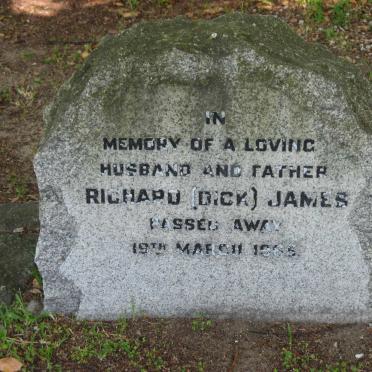 IN
MEMORY OF A LOVING
HUSBAND AND FATHER
RICHARD (DICK) JAMES
PASSED AWAY
19TH MARCH